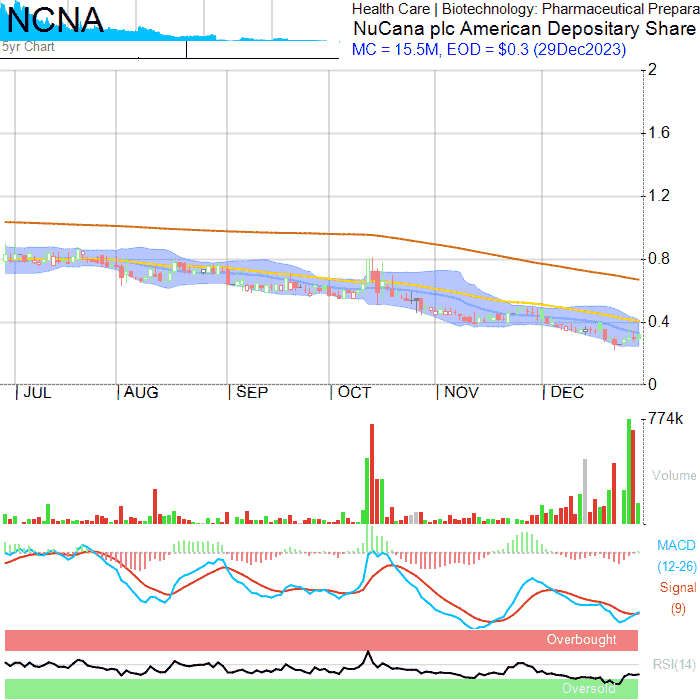 NCNA
Health Care | Biotechnology: Pharmaceutical Prepara
NuCana plc American Depositary Share
5yr Chart
MC = 15.5M, EOD = $0.3 (29Dec2023)
2
1.6
1.2
0.8
0.4
0
JUL AUG SEP OCT NOV DEC
774k
Volume
MACD
(12-26)
Signal
(9)
Overbought
RSI(14)
Oversold